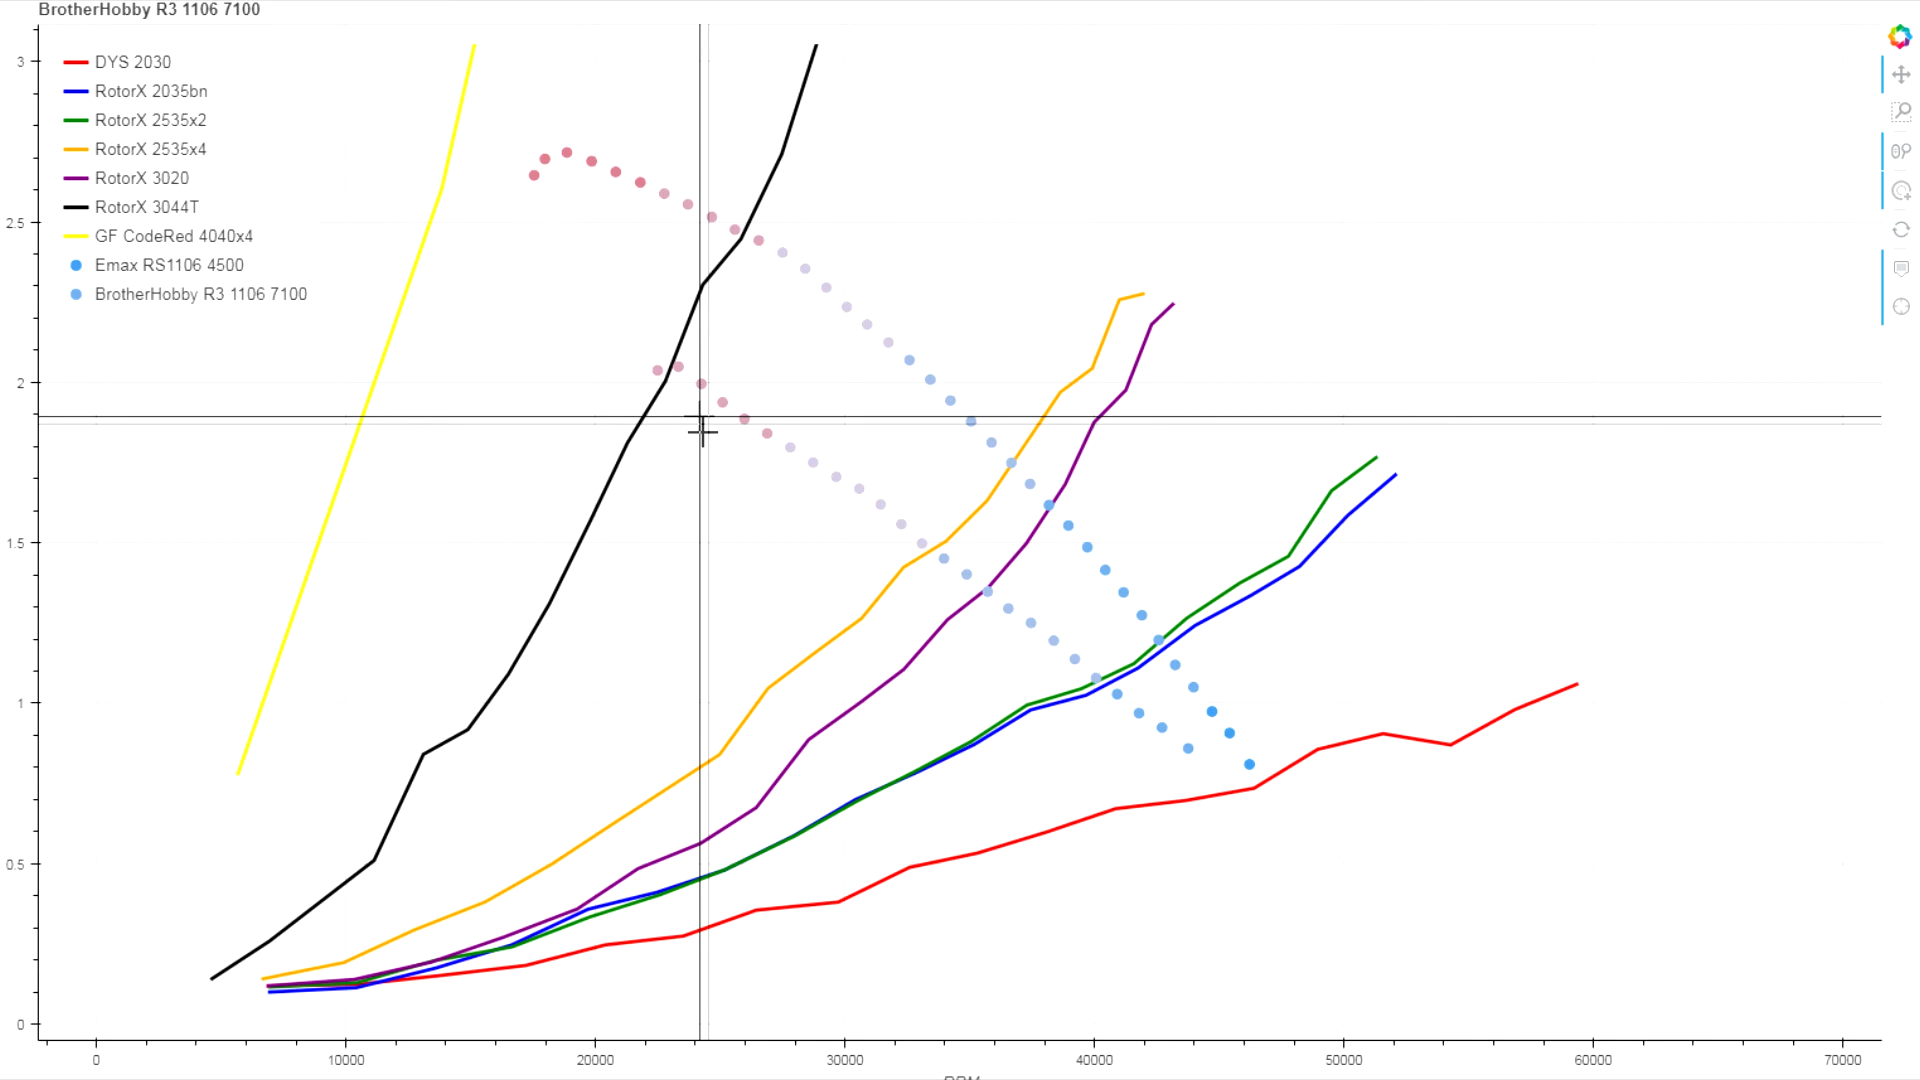 BrotherHobby R3 1106 7100
DYS 2030
RotorX 2035bn
RotorX 2535x2
RotorX 2535x4
RotorX 3020
RotorX 3044T
GF CodeRed 4040x4
Emax RS1106 4500
BrotherHobby R3 1106 7100
3
2.5
2
1.5
1
0.5
0
0 10000 20000 30000 40000 50000 60000 70000
RPM